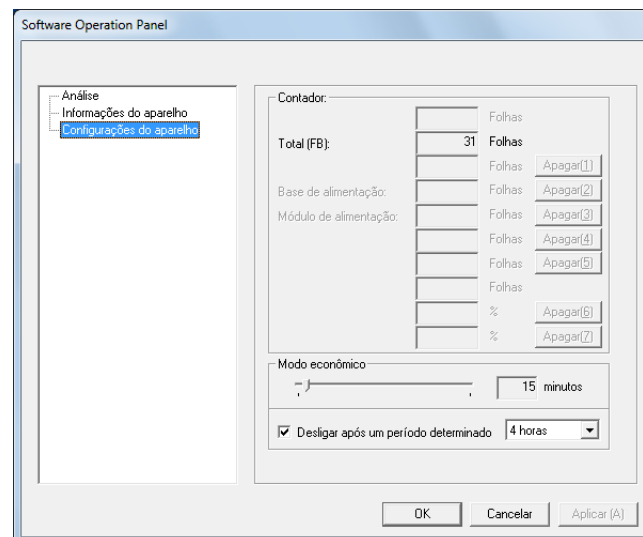 Software Operation Panel
Análise
Informações do aparelho
Configurações do aparelho
Contador:
Folhas
Total (FB): 31 Folhas
Folhas Apagar(1)
Base de alimentação: Folhas Apagar(2)
Módulo de alimentação: Folhas Apagar(3)
Folhas Apagar(4)
Folhas Apagar(5)
Folhas
% Apagar(6)
% Apagar(7)
Modo econômico
15 minutos
Desligar após um período determinado 4 horas
OK Cancelar Aplicar (A)